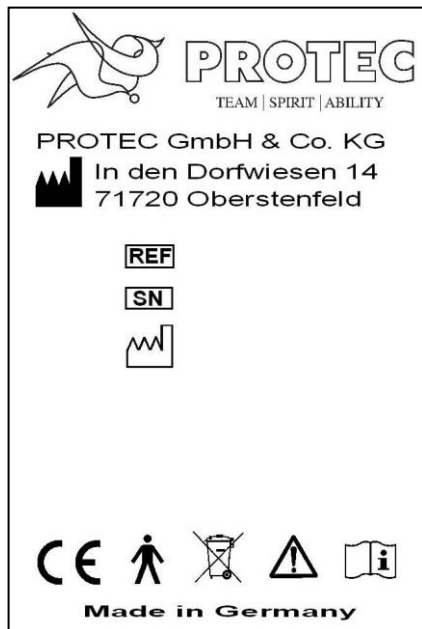 PROTEC
TEAM | SPIRIT | ABILITY
PROTEC GmbH & Co. KG
In den Dorfwiesen 14
71720 Oberstenfeld
REF
SN
CE
i
Made in Germany